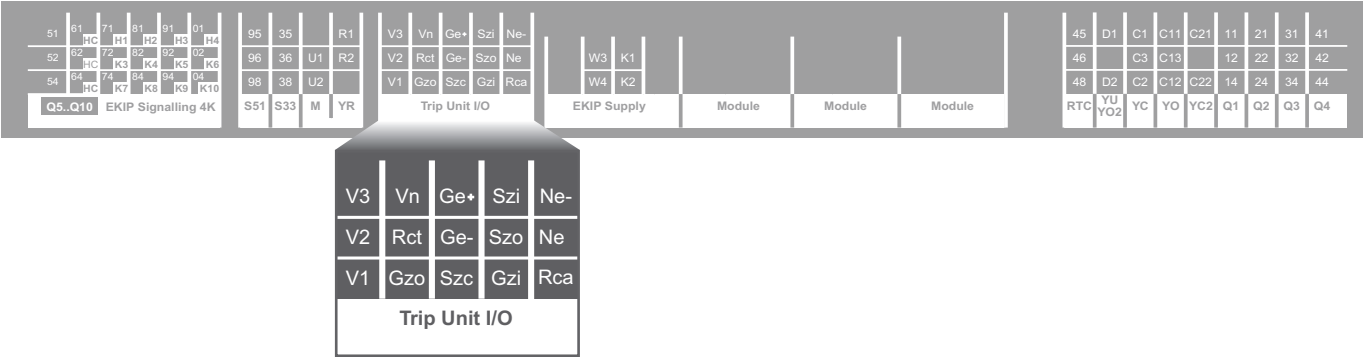 51 61 HC 71 H1 81 H2 91 H3 01 H4 95 35 R1 V3 Vn Ge+ Szi Ne- 45 D1 C1 C11 C21 11 21 31 41
52 62 HC 72 K3 82 K4 92 K5 02 K6 96 36 U1 R2 V2 Rct Ge- Szo Ne W3 K1 46 C3 C13 12 22 32 42
54 64 HC 74 K7 84 K8 94 K9 04 K10 98 38 U2 V1 Gzo Szc Gzi Rca W4 K2 48 D2 C2 C12 C22 14 24 34 44
Q5..Q10 EKIP Signalling 4K S51 S33 M YR Trip Unit I/O EKIP Supply Module Module Module RTC YU YO2 YC YO YC2 Q1 Q2 Q3 Q4
V3 Vn Ge+ Szi Ne-
V2 Rct Ge- Szo Ne
V1 Gzo Szc Gzi Rca
Trip Unit I/O